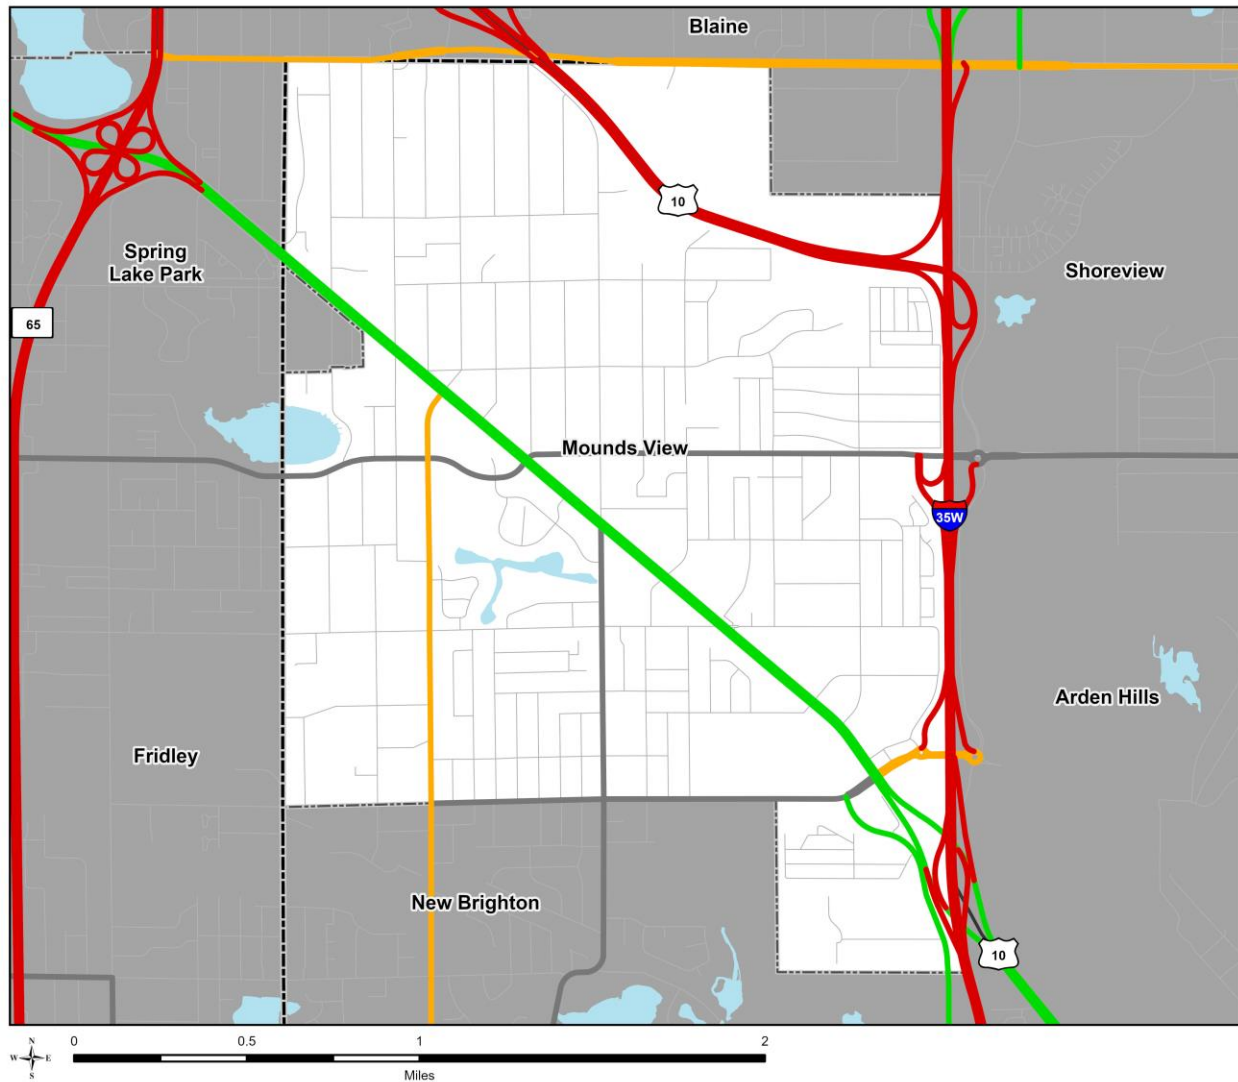 Blaine
10
Spring
Lake Park
Shoreview
65
Mounds View
35W
Arden Hills
Fridley
New Brighton
10
N
W E
S
0 0.5 1 2
Miles